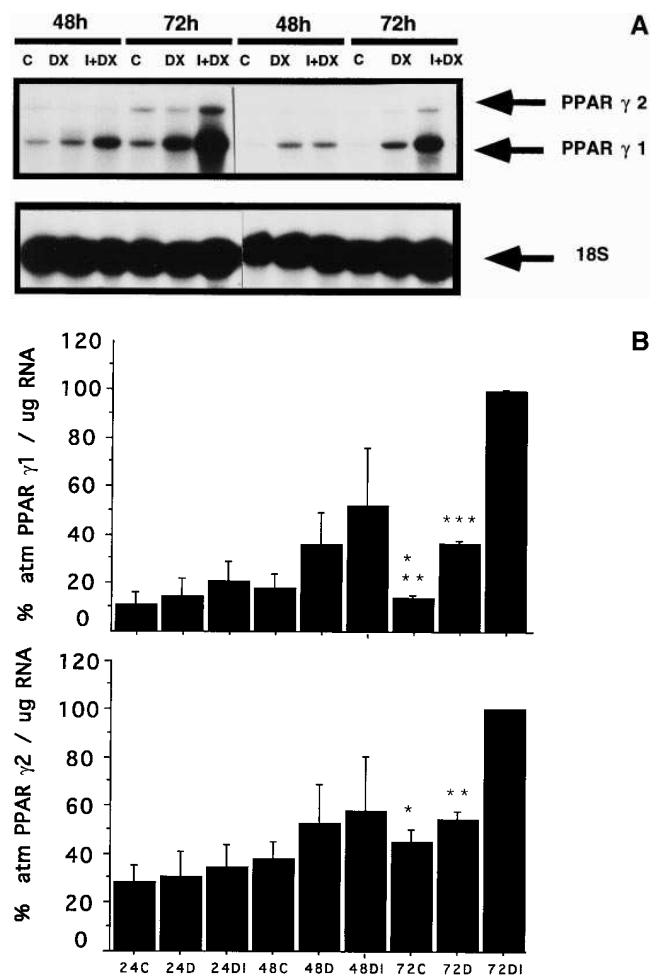 48h 72h 48h 72h A
C DX I+DX C DX I+DX C DX I+DX C DX I+DX
PPAR γ 2
PPAR γ 1
18S
B
% atm PPAR γ1 / ug RNA
120
100
80
60
40
20
0
*
**
***
% atm PPAR γ2 / ug RNA
120
100
80
60
40
20
0
*
**
24C 24D 24DI 48C 48D 48DI 72C 72D 72DI